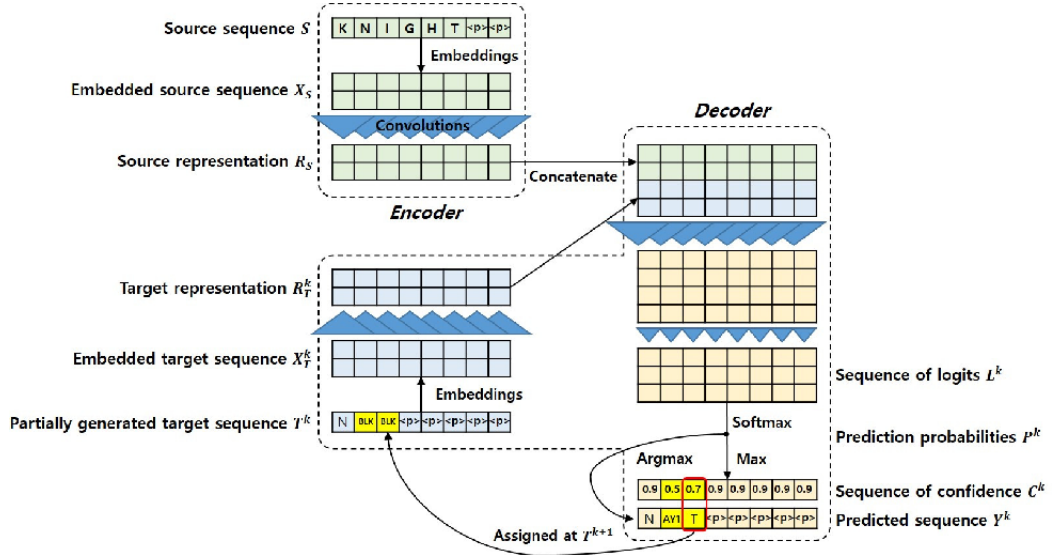 Source sequence S
K N I G H T <p> <p>
Embeddings
Embedded source sequence X_S
Convolutions
Decoder
Source representation R_S
Concatenate
Encoder
Target representation R_T^k
Embedded target sequence X_T^k
Embeddings
Sequence of logits L^k
Partially generated target sequence T^k
N BLK BLK <p> <p> <p> <p> <p>
Softmax
Prediction probabilities P^k
Argmax
Max
0.9 0.5 0.7 0.9 0.9 0.9 0.9 0.9
Sequence of confidence C^k
N AY1 T <p> <p> <p> <p> <p>
Predicted sequence Y^k
Assigned at T^{k+1}